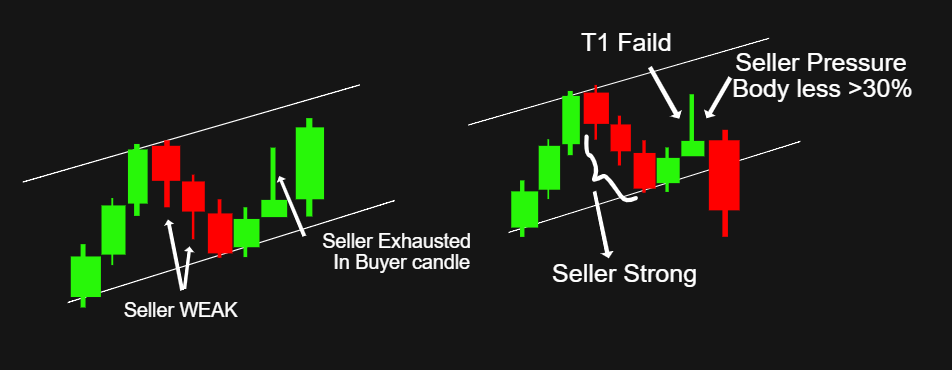 Seller WEAK
Seller Exhausted
In Buyer candle
T1 Faild
Seller Pressure
Body less >30%
Seller Strong